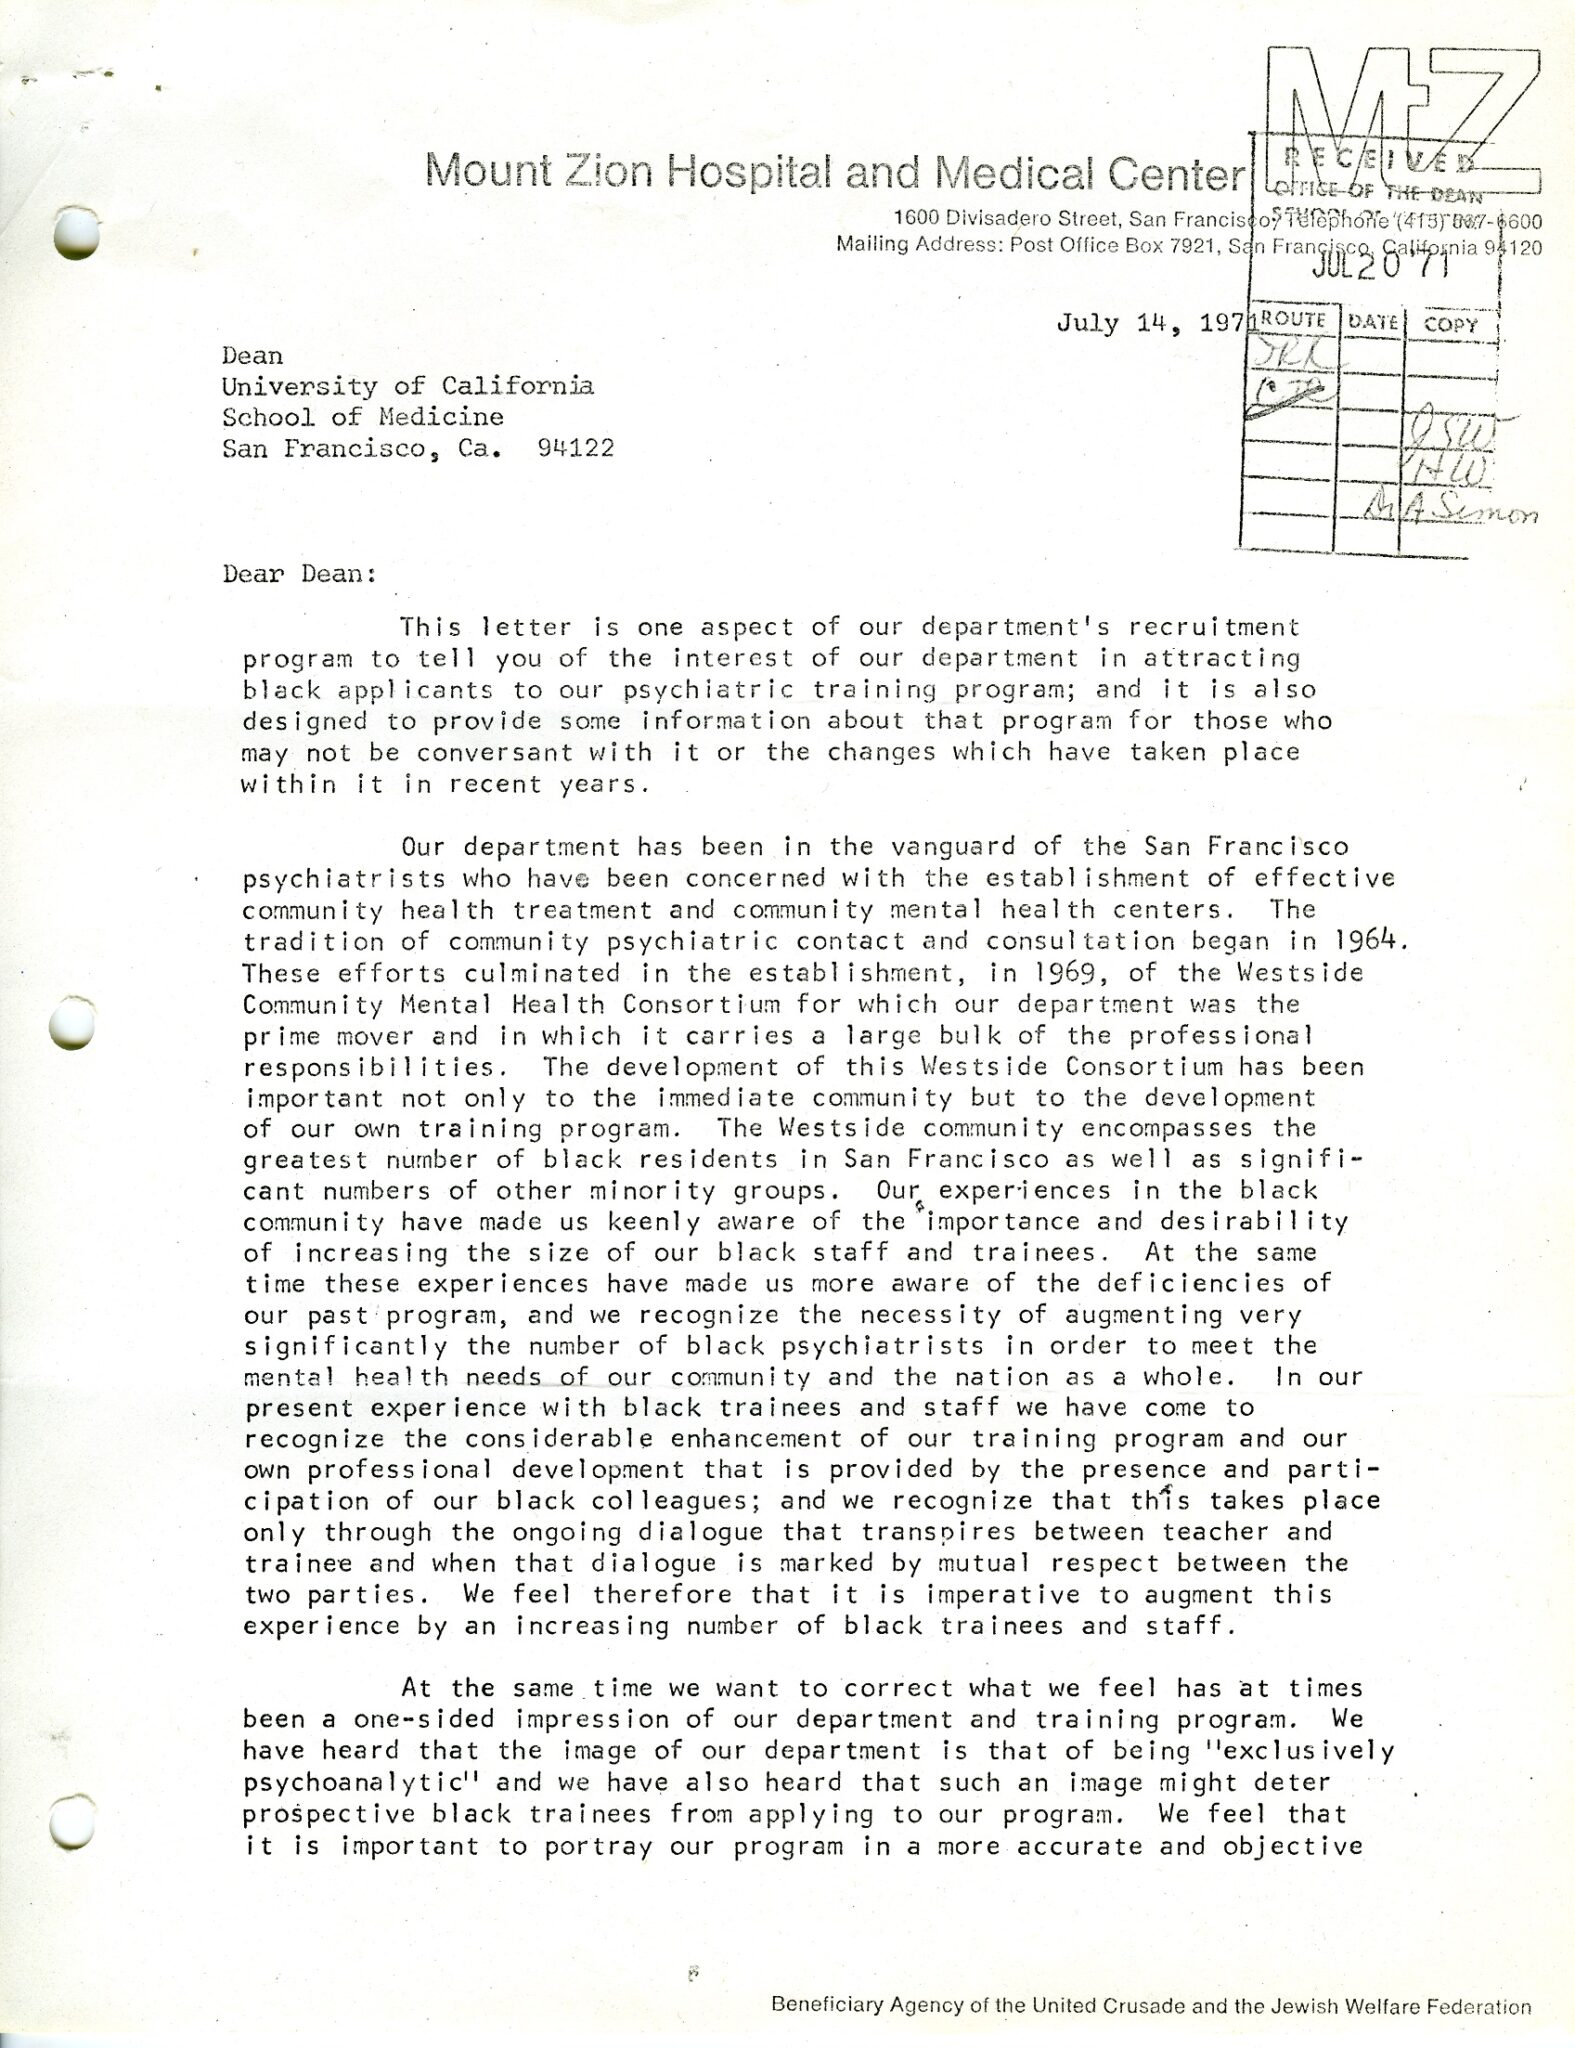 MtZ
Mount Zion Hospital and Medical Center
1600 Divisadero Street, San Francisco, Telephone (415) 567-6600
Mailing Address: Post Office Box 7921, San Francisco, California 94120
RECEIVED
OFFICE OF THE DEAN
SCHOOL OF
JUL 20 '71
July 14, 1971
ROUTE DATE COPY
JSW
HW
Dr A Simon
Dean
University of California
School of Medicine
San Francisco, Ca.  94122
Dear Dean:
This letter is one aspect of our department's recruitment
program to tell you of the interest of our department in attracting
black applicants to our psychiatric training program; and it is also
designed to provide some information about that program for those who
may not be conversant with it or the changes which have taken place
within it in recent years.
Our department has been in the vanguard of the San Francisco
psychiatrists who have been concerned with the establishment of effective
community health treatment and community mental health centers.  The
tradition of community psychiatric contact and consultation began in 1964.
These efforts culminated in the establishment, in 1969, of the Westside
Community Mental Health Consortium for which our department was the
prime mover and in which it carries a large bulk of the professional
responsibilities.  The development of this Westside Consortium has been
important not only to the immediate community but to the development
of our own training program.  The Westside community encompasses the
greatest number of black residents in San Francisco as well as signifi-
cant numbers of other minority groups.  Our experiences in the black
community have made us keenly aware of the importance and desirability
of increasing the size of our black staff and trainees.  At the same
time these experiences have made us more aware of the deficiencies of
our past program, and we recognize the necessity of augmenting very
significantly the number of black psychiatrists in order to meet the
mental health needs of our community and the nation as a whole.  In our
present experience with black trainees and staff we have come to
recognize the considerable enhancement of our training program and our
own professional development that is provided by the presence and parti-
cipation of our black colleagues; and we recognize that this takes place
only through the ongoing dialogue that transpires between teacher and
trainee and when that dialogue is marked by mutual respect between the
two parties.  We feel therefore that it is imperative to augment this
experience by an increasing number of black trainees and staff.
At the same time we want to correct what we feel has at times
been a one-sided impression of our department and training program.  We
have heard that the image of our department is that of being "exclusively
psychoanalytic" and we have also heard that such an image might deter
prospective black trainees from applying to our program.  We feel that
it is important to portray our program in a more accurate and objective
Beneficiary Agency of the United Crusade and the Jewish Welfare Federation